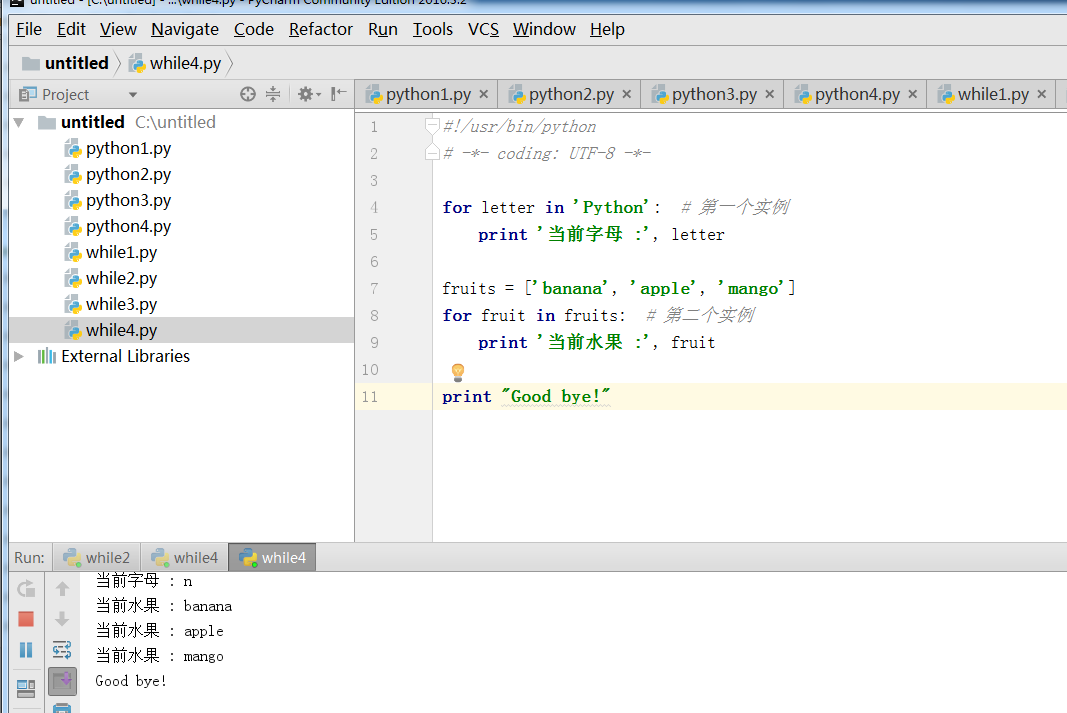 untitled - [C:\untitled] - ...\while4.py - PyCharm Community Edition 2016.3.2
File Edit View Navigate Code Refactor Run Tools VCS Window Help
untitled while4.py
Project
python1.py python2.py python3.py python4.py while1.py
untitled C:\untitled
python1.py
python2.py
python3.py
python4.py
while1.py
while2.py
while3.py
while4.py
External Libraries
1 #!/usr/bin/python
2 # -*- coding: UTF-8 -*-
3
4 for letter in 'Python':  # 第一个实例
5     print '当前字母 :', letter
6
7 fruits = ['banana', 'apple', 'mango']
8 for fruit in fruits:  # 第二个实例
9     print '当前水果 :', fruit
10
11 print "Good bye!"
Run: while2 while4 while4
当前字母 : n
当前水果 : banana
当前水果 : apple
当前水果 : mango
Good bye!